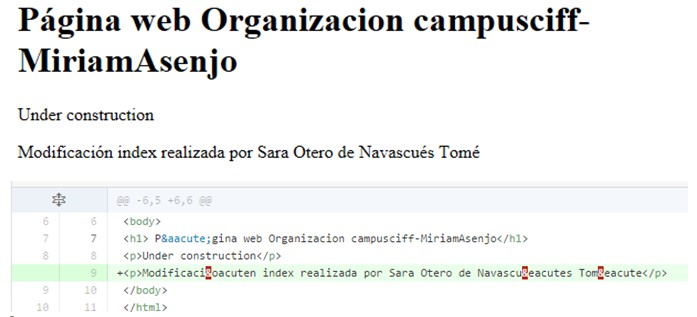 Página web Organizacion campusciff-
MiriamAsenjo
Under construction
Modificación index realizada por Sara Otero de Navascués Tomé
@@ -6,5 +6,6 @@
6 6 <body>
7 7 <h1> P&aacute;gina web Organizacion campusciff-MiriamAsenjo</h1>
8 8 <p>Under construction</p>
9 +<p>Modificaci&oacuten index realizada por Sara Otero de Navascu&eacutes Tom&eacute</p>
9 10 </body>
10 11 </html>